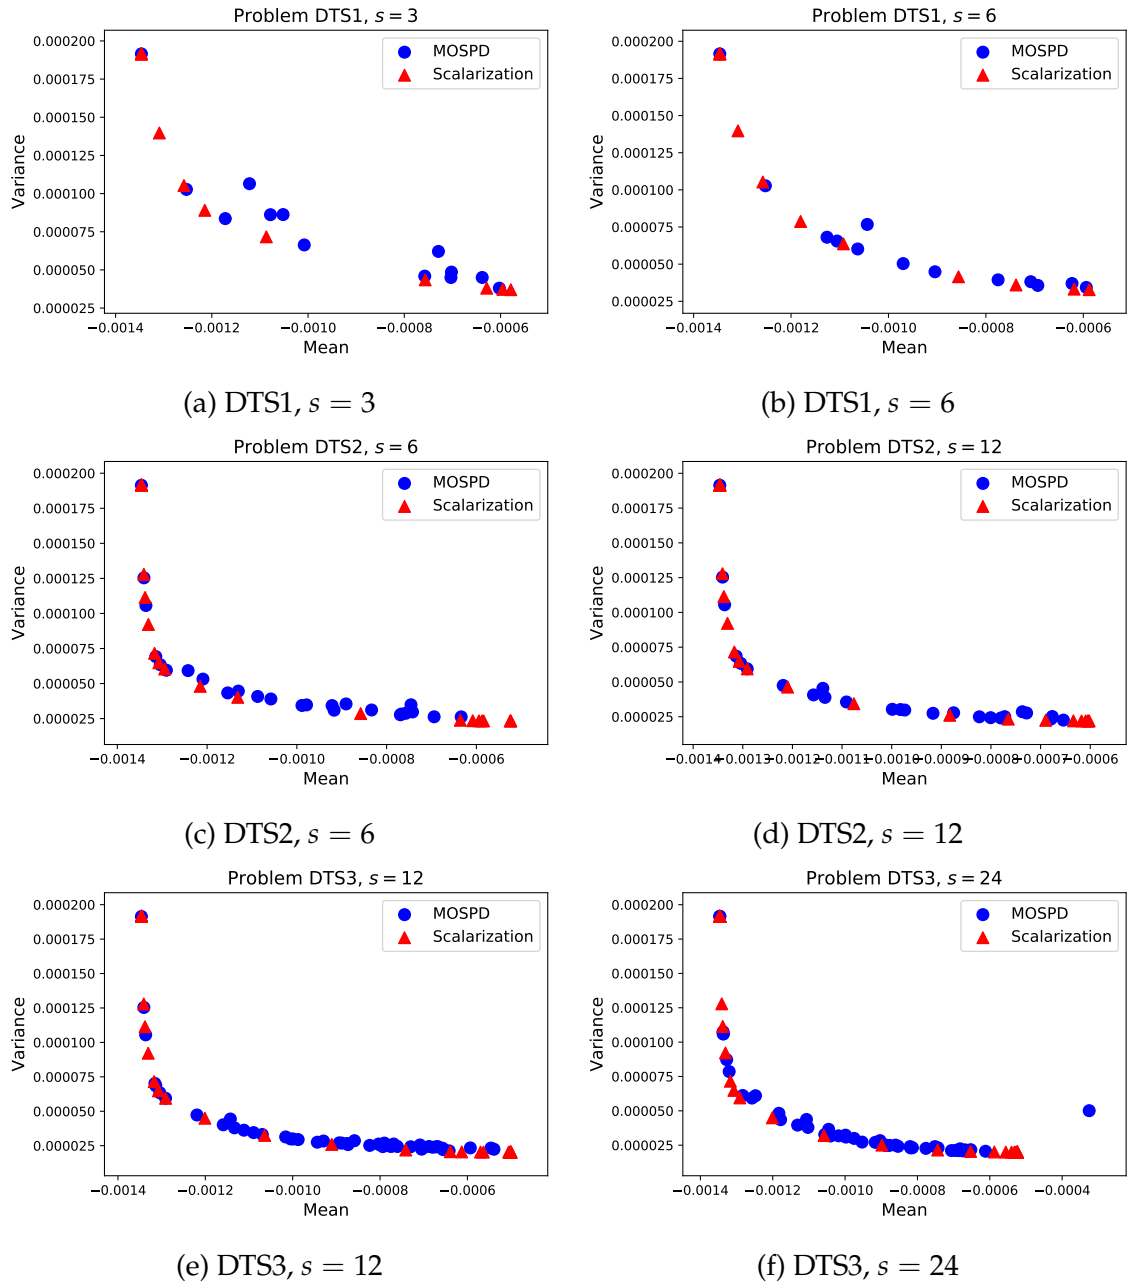 Problem DTS1, s = 3
0.000200
0.000175
0.000150
0.000125
0.000100
0.000075
0.000050
0.000025
Variance
MOSPD
Scalarization
−0.0014 −0.0012 −0.0010 −0.0008 −0.0006
Mean
(a) DTS1, s = 3
Problem DTS1, s = 6
0.000200
0.000175
0.000150
0.000125
0.000100
0.000075
0.000050
0.000025
Variance
MOSPD
Scalarization
−0.0014 −0.0012 −0.0010 −0.0008 −0.0006
Mean
(b) DTS1, s = 6
Problem DTS2, s = 6
0.000200
0.000175
0.000150
0.000125
0.000100
0.000075
0.000050
0.000025
Variance
MOSPD
Scalarization
−0.0014 −0.0012 −0.0010 −0.0008 −0.0006
Mean
(c) DTS2, s = 6
Problem DTS2, s = 12
0.000200
0.000175
0.000150
0.000125
0.000100
0.000075
0.000050
0.000025
Variance
MOSPD
Scalarization
−0.0014 −0.0013 −0.0012 −0.0011 −0.0010 −0.0009 −0.0008 −0.0007 −0.0006
Mean
(d) DTS2, s = 12
Problem DTS3, s = 12
0.000200
0.000175
0.000150
0.000125
0.000100
0.000075
0.000050
0.000025
Variance
MOSPD
Scalarization
−0.0014 −0.0012 −0.0010 −0.0008 −0.0006
Mean
(e) DTS3, s = 12
Problem DTS3, s = 24
0.000200
0.000175
0.000150
0.000125
0.000100
0.000075
0.000050
0.000025
Variance
MOSPD
Scalarization
−0.0014 −0.0012 −0.0010 −0.0008 −0.0006 −0.0004
Mean
(f) DTS3, s = 24